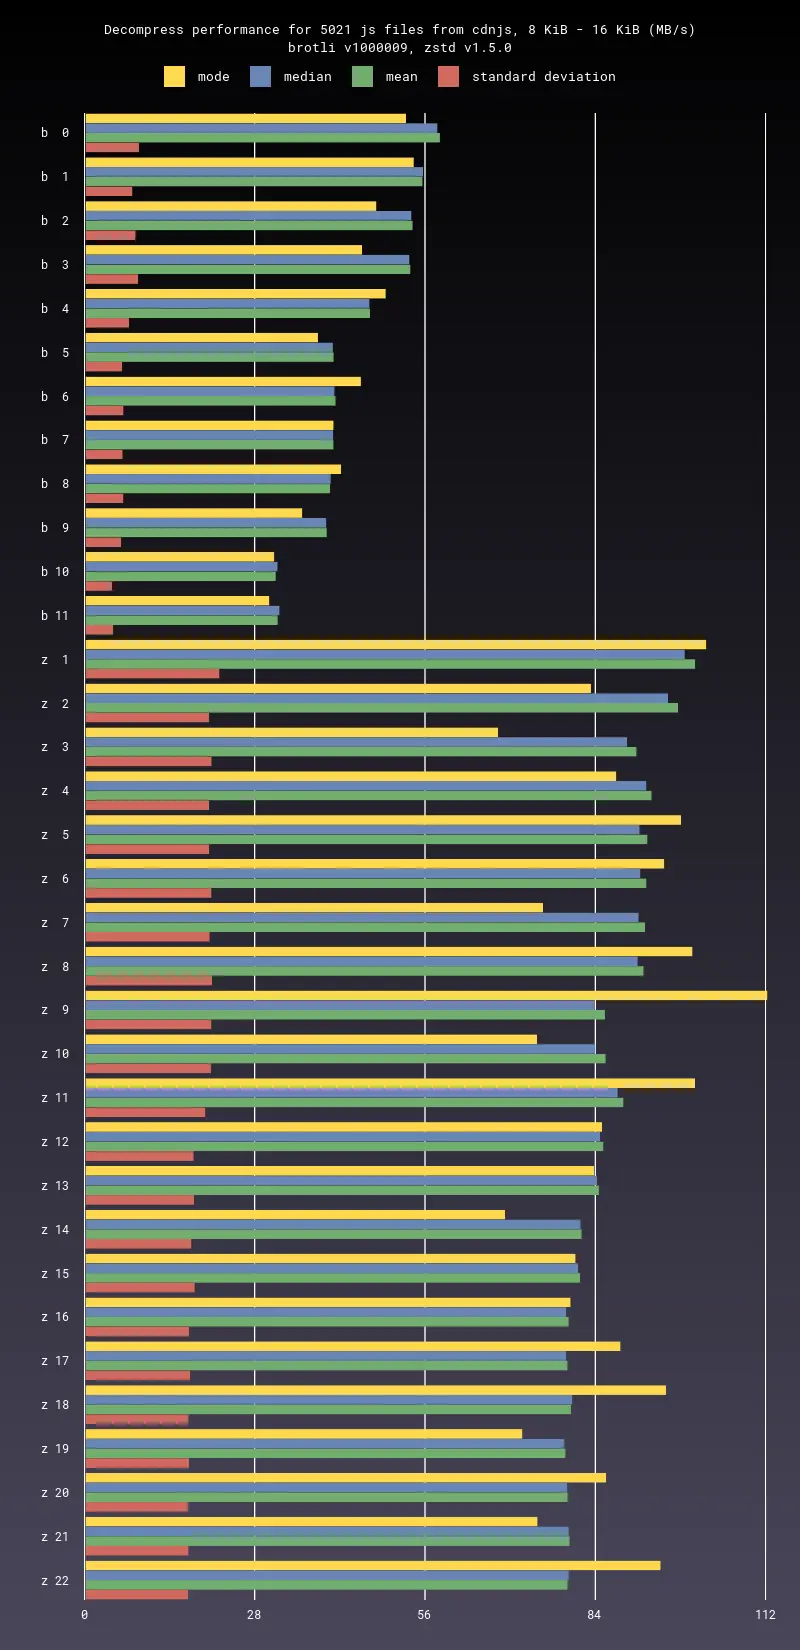 Decompress performance for 5021 js files from cdnjs, 8 KiB - 16 KiB (MB/s)
brotli v1000009, zstd v1.5.0
mode median mean standard deviation
b 0
b 1
b 2
b 3
b 4
b 5
b 6
b 7
b 8
b 9
b 10
b 11
z 1
z 2
z 3
z 4
z 5
z 6
z 7
z 8
z 9
z 10
z 11
z 12
z 13
z 14
z 15
z 16
z 17
z 18
z 19
z 20
z 21
z 22
0 28 56 84 112